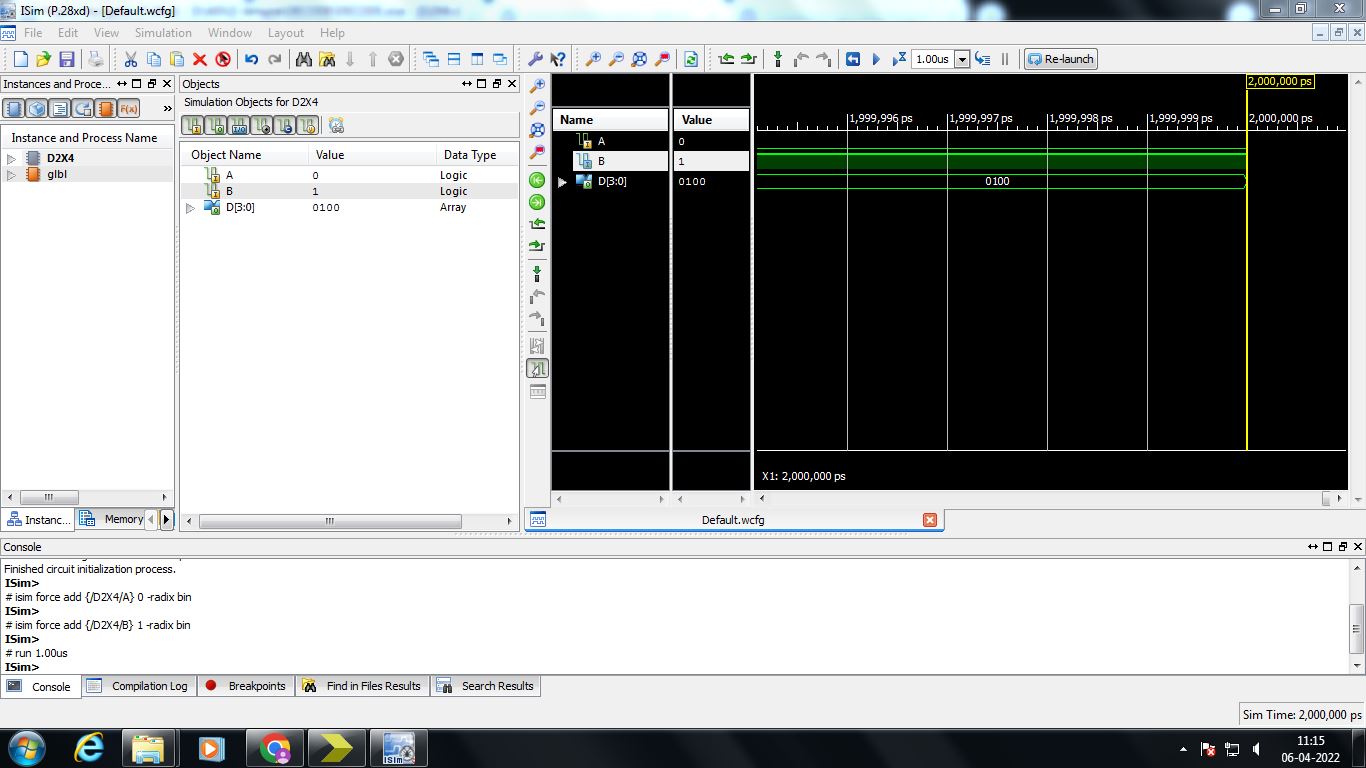 ISim (P.28xd) - [Default.wcfg]
File Edit View Simulation Window Layout Help
1.00us Re-launch
Instances and Proce...
F(x) »
Instance and Process Name
D2X4
glbl
Instanc... Memory
Objects
Simulation Objects for D2X4
Object Name Value Data Type
A 0 Logic
B 1 Logic
D[3:0] 0100 Array
Name Value
A 0
B 1
D[3:0] 0100
2,000,000 ps
1,999,996 ps 1,999,997 ps 1,999,998 ps 1,999,999 ps 2,000,000 ps
0100
X1: 2,000,000 ps
Default.wcfg
Console
Finished circuit initialization process.
ISim>
# isim force add {/D2X4/A} 0 -radix bin
ISim>
# isim force add {/D2X4/B} 1 -radix bin
ISim>
# run 1.00us
ISim>
Console Compilation Log Breakpoints Find in Files Results Search Results
Sim Time: 2,000,000 ps
ISim
11:15
06-04-2022